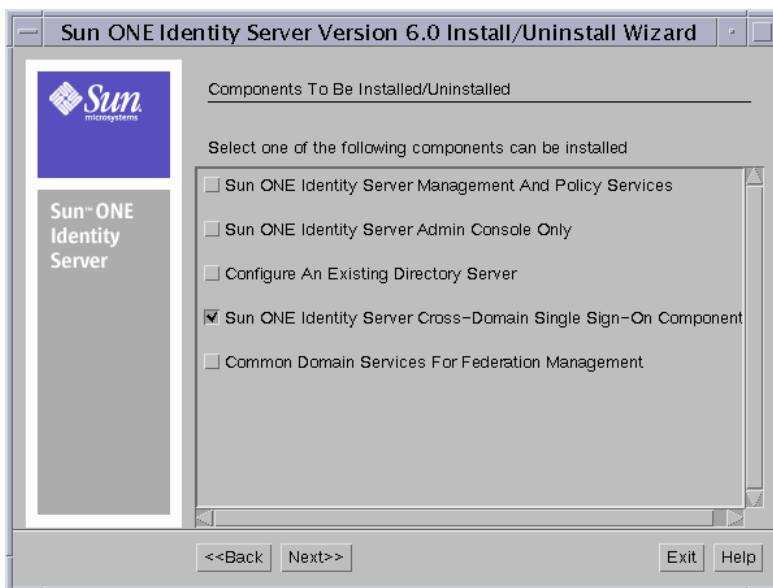 Sun ONE Identity Server Version 6.0 Install/Uninstall Wizard
Sun
microsystems
Sun™ ONE
Identity
Server
Components To Be Installed/Uninstalled
Select one of the following components can be installed
Sun ONE Identity Server Management And Policy Services
Sun ONE Identity Server Admin Console Only
Configure An Existing Directory Server
Sun ONE Identity Server Cross-Domain Single Sign-On Component
Common Domain Services For Federation Management
<<Back Next>> Exit Help